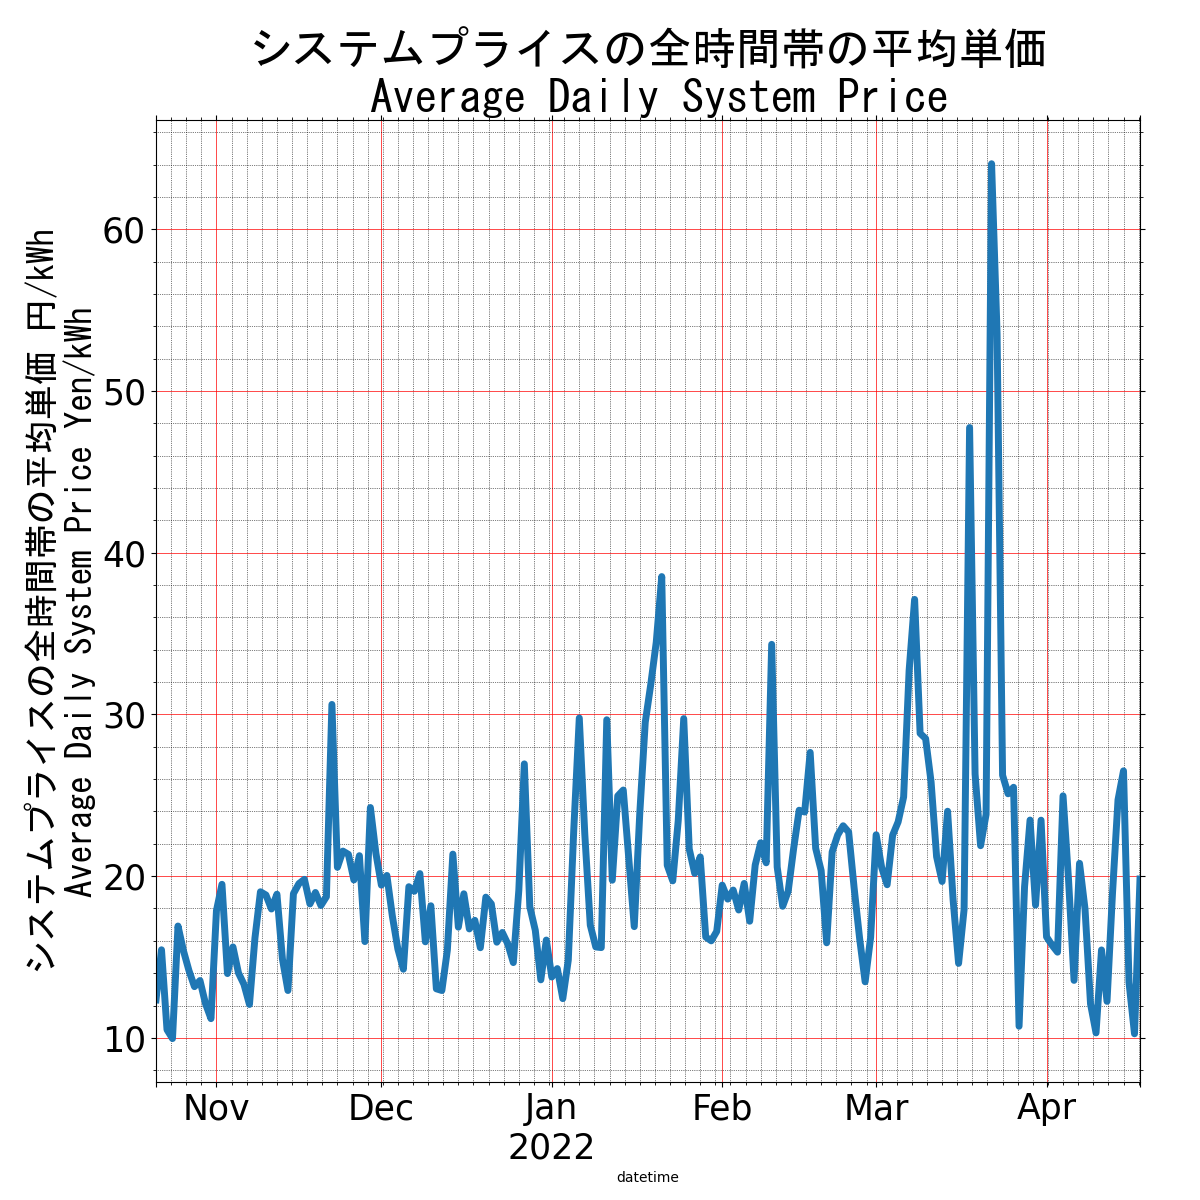 システムプライスの全時間帯の平均単価
Average Daily System Price
システムプライスの全時間帯の平均単価 円/kWh
Average Daily System Price Yen/kWh
60
50
40
30
20
10
Nov
Dec
Jan
2022
Feb
Mar
Apr
datetime